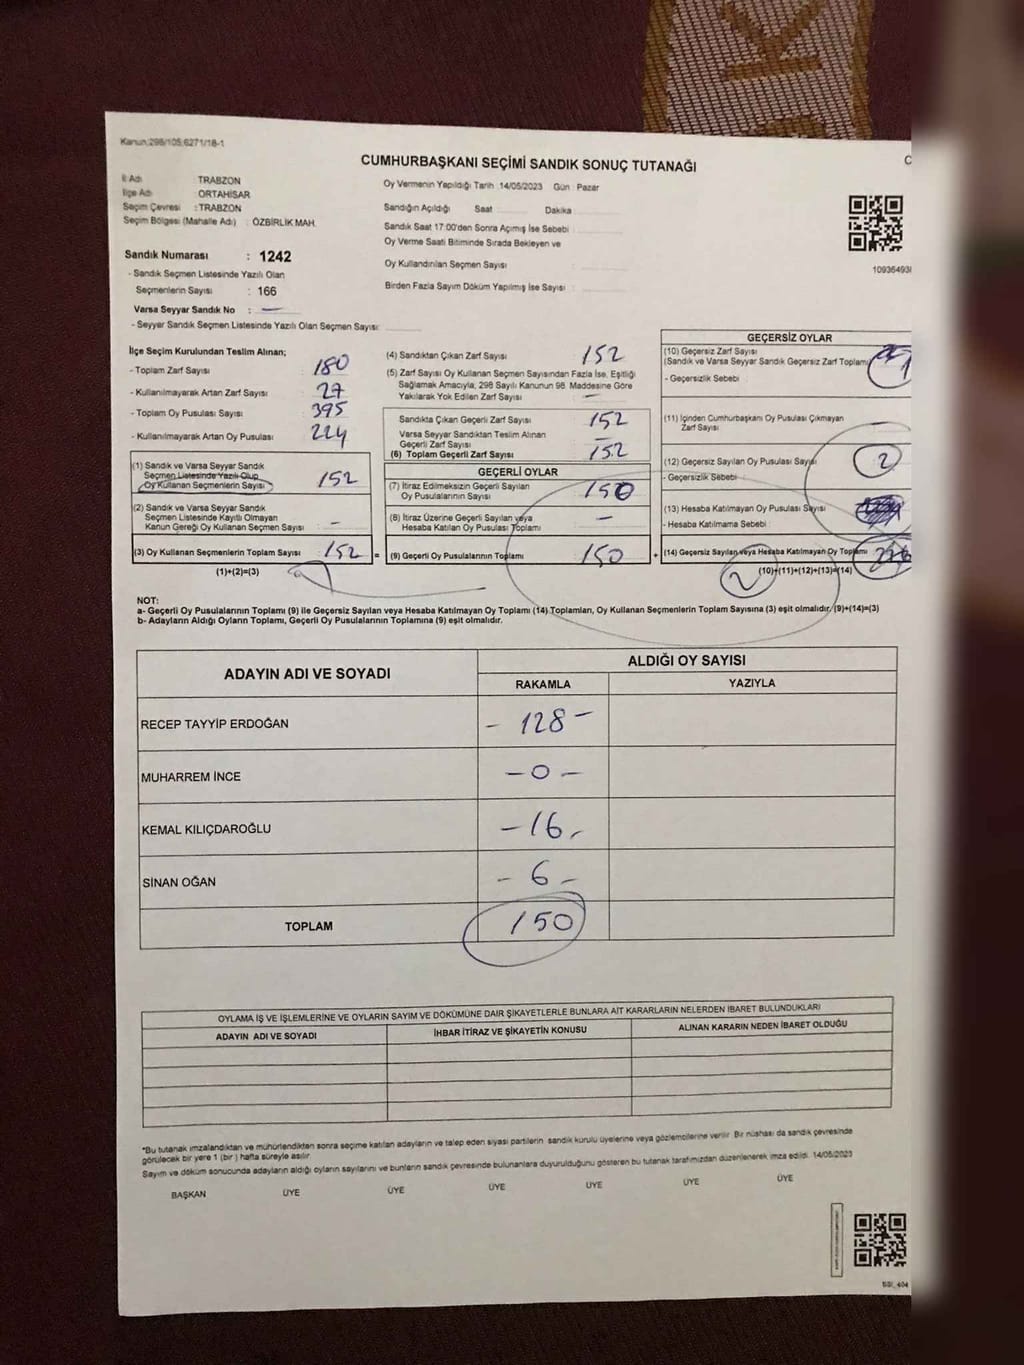 Kanun:298/105,6271/18-1
CUMHURBAŞKANI SEÇİMİ SANDIK SONUÇ TUTANAĞI
İl Adı : TRABZON
İlçe Adı : ORTAHİSAR
Seçim Çevresi : TRABZON
Seçim Bölgesi (Mahalle Adı) : ÖZBİRLİK MAH.
Oy Vermenin Yapıldığı Tarih : 14/05/2023 Gün : Pazar
Sandığın Açıldığı Saat Dakika
Sandık Saat 17:00'den Sonra Açılmış İse Sebebi :
Oy Verme Saati Bitiminde Sırada Bekleyen ve
Oy Kullandırılan Seçmen Sayısı :
Birden Fazla Sayım Döküm Yapılmış İse Sayısı :
Sandık Numarası : 1242
- Sandık Seçmen Listesinde Yazılı Olan
Seçmenlerin Sayısı : 166
Varsa Seyyar Sandık No : —
- Seyyar Sandık Seçmen Listesinde Yazılı Olan Seçmen Sayısı:
İlçe Seçim Kurulundan Teslim Alınan;
- Toplam Zarf Sayısı : 180
- Kullanılmayarak Artan Zarf Sayısı : 27
- Toplam Oy Pusulası Sayısı : 395
- Kullanılmayarak Artan Oy Pusulası : 224
(1) Sandık ve Varsa Seyyar Sandık
Seçmen Listesinde Yazılı Olup
Oy Kullanan Seçmenlerin Sayısı : 152
(2) Sandık ve Varsa Seyyar Sandık
Seçmen Listesinde Kayıtlı Olmayan
Kanun Gereği Oy Kullanan Seçmen Sayısı : —
(3) Oy Kullanan Seçmenlerin Toplam Sayısı : 152 =
(1)+(2)=(3)
(4) Sandıktan Çıkan Zarf Sayısı : 152
(5) Zarf Sayısı Oy Kullanan Seçmen Sayısından Fazla İse, Eşitliği
Sağlamak Amacıyla, 298 Sayılı Kanunun 98. Maddesine Göre
Yakılarak Yok Edilen Zarf Sayısı : —
Sandıkta Çıkan Geçerli Zarf Sayısı : 152
Varsa Seyyar Sandıktan Teslim Alınan
Geçerli Zarf Sayısı : —
(6) Toplam Geçerli Zarf Sayısı : 152
GEÇERLİ OYLAR
(7) İtiraz Edilmeksizin Geçerli Sayılan
Oy Pusulalarının Sayısı : 150
(8) İtiraz Üzerine Geçerli Sayılan veya
Hesaba Katılan Oy Pusulası Toplamı : —
(9) Geçerli Oy Pusulalarının Toplamı : 150 +
10936493
GEÇERSİZ OYLAR
(10) Geçersiz Zarf Sayısı
(Sandık ve Varsa Seyyar Sandık Geçersiz Zarf Toplamı)
- Geçersizlik Sebebi :
(11) İçinden Cumhurbaşkanı Oy Pusulası Çıkmayan
Zarf Sayısı
(12) Geçersiz Sayılan Oy Pusulası Sayısı 2
- Geçersizlik Sebebi :
(13) Hesaba Katılmayan Oy Pusulası Sayısı
- Hesaba Katılmama Sebebi :
(14) Geçersiz Sayılan veya Hesaba Katılmayan Oy Toplamı
2 (10)+(11)+(12)+(13)=(14)
NOT:
a- Geçerli Oy Pusulalarının Toplamı (9) ile Geçersiz Sayılan veya Hesaba Katılmayan Oy Toplamı (14) Toplamları, Oy Kullanan Seçmenlerin Toplam Sayısına (3) eşit olmalıdır. (9)+(14)=(3)
b- Adayların Aldığı Oyların Toplamı, Geçerli Oy Pusulalarının Toplamına (9) eşit olmalıdır.
ADAYIN ADI VE SOYADI
ALDIĞI OY SAYISI
RAKAMLA YAZIYLA
RECEP TAYYİP ERDOĞAN - 128 -
MUHARREM İNCE - 0 -
KEMAL KILIÇDAROĞLU - 16 -
SİNAN OĞAN - 6 -
TOPLAM 150
OYLAMA İŞ VE İŞLEMLERİNE VE OYLARIN SAYIM VE DÖKÜMÜNE DAİR ŞİKAYETLERLE BUNLARA AİT KARARLARIN NELERDEN İBARET BULUNDUKLARI
ADAYIN ADI VE SOYADI İHBAR İTİRAZ VE ŞİKAYETİN KONUSU ALINAN KARARIN NEDEN İBARET OLDUĞU
*Bu tutanak imzalandıktan ve mühürlendikten sonra seçime katılan adayların ve talep eden siyasi partilerin sandık kurulu üyelerine veya gözlemcilerine verilir. Bir nüshası da sandık çevresinde
görülecek bir yere 1 (bir) hafta süreyle asılır.
Sayım ve döküm sonucunda adayların aldığı oyların sayılarını ve bunların sandık çevresinde bulunanlara duyurulduğunu gösteren bu tutanak tarafımızdan düzenlenerek imza edildi. 14/05/2023
BAŞKAN ÜYE ÜYE ÜYE ÜYE ÜYE ÜYE